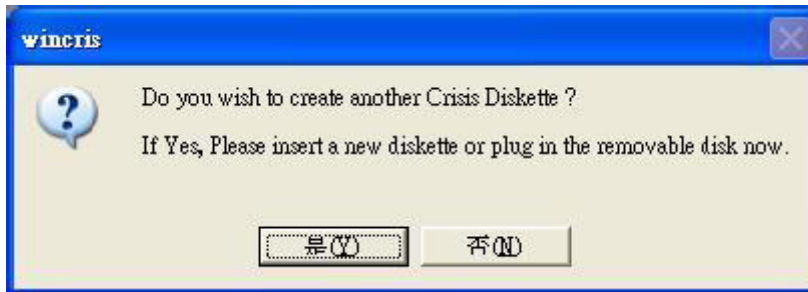 wincris
Do you wish to create another Crisis Diskette ?
If Yes, Please insert a new diskette or plug in the removable disk now.
是(Y)
否(N)